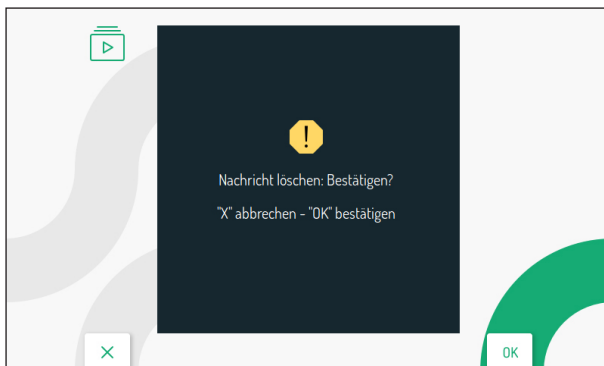 Nachricht löschen: Bestätigen?
"X" abbrechen - "OK" bestätigen
OK